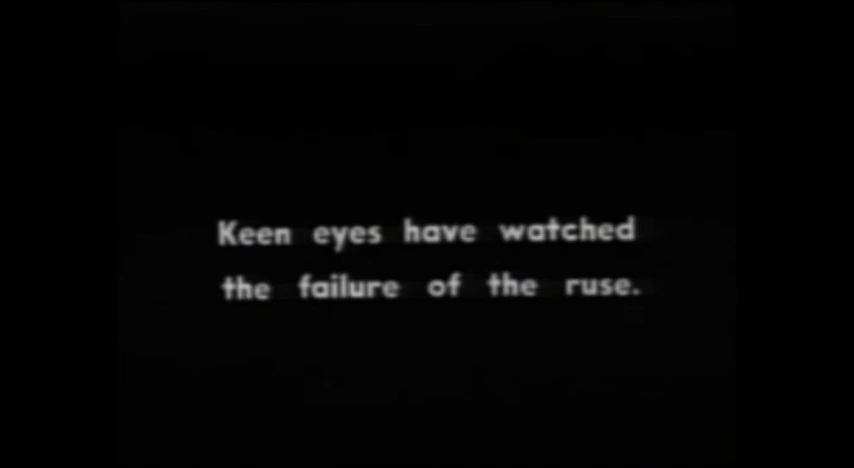 Keen eyes have watched
the failure of the ruse.